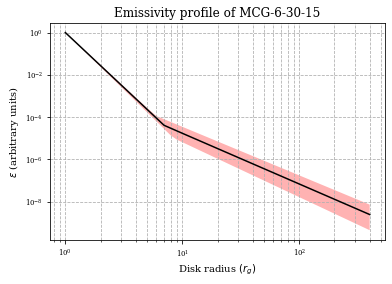 Emissivity profile of MCG-6-30-15
ε (arbitrary units)
10⁰
10⁻²
10⁻⁴
10⁻⁶
10⁻⁸
10⁰ 10¹ 10²
Disk radius (r_g)